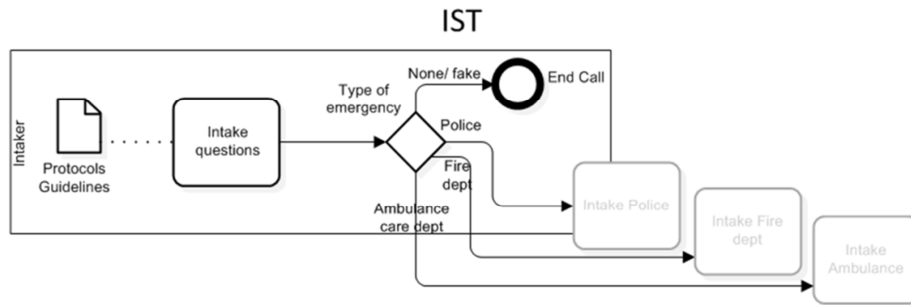 IST
None/ fake
End Call
Type of
emergency
Police
Intaker
Intake
questions
Protocols
Guidelines
Fire
dept
Ambulance
care dept
Intake Police
Intake Fire
dept
Intake
Ambulance